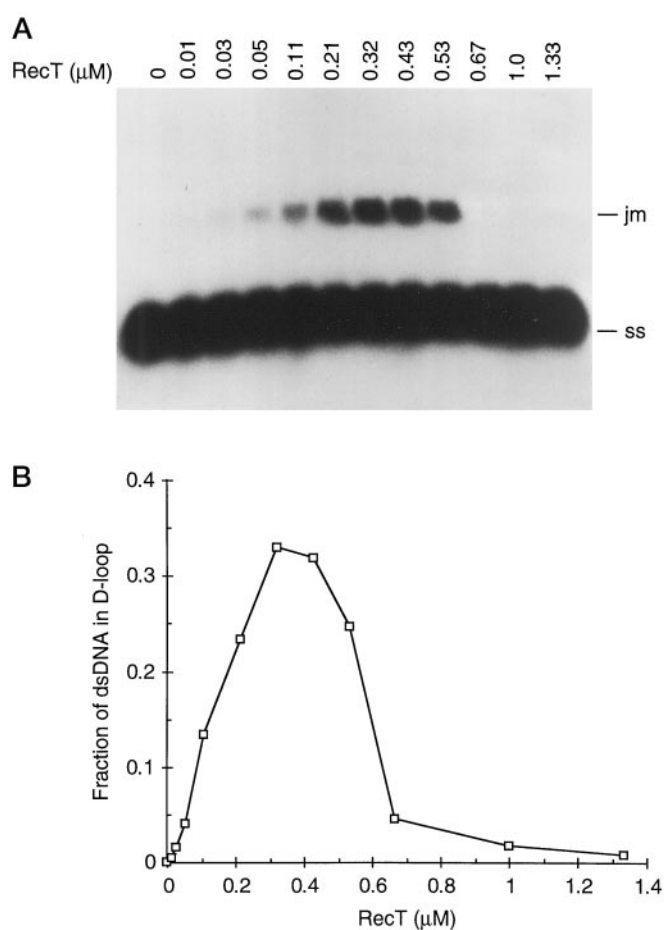 A
RecT (μM) 0 0.01 0.03 0.05 0.11 0.21 0.32 0.43 0.53 0.67 1.0 1.33
jm
ss
B
Fraction of dsDNA in D-loop
0.4
0.3
0.2
0.1
0
0 0.2 0.4 0.6 0.8 1 1.2 1.4
RecT (μM)